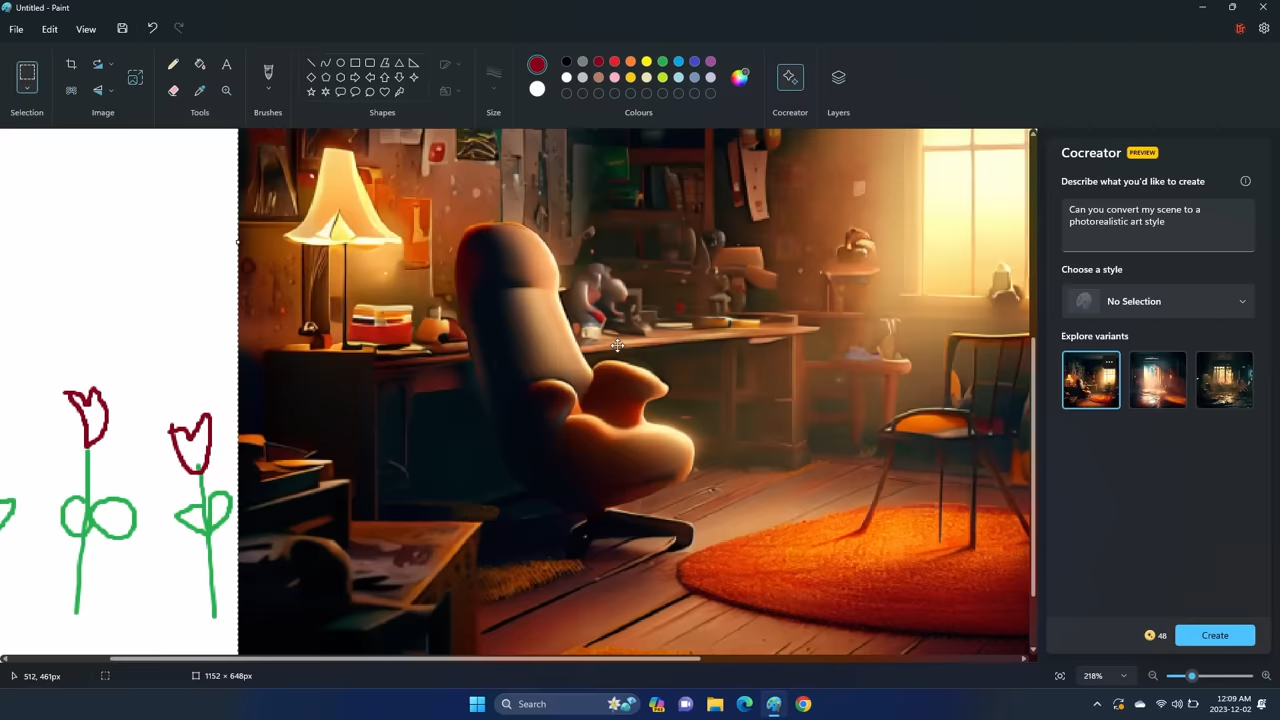 Untitled - Paint
File Edit View
Selection Image Tools Brushes Shapes Size Colours Cocreator Layers
Cocreator PREVIEW
Describe what you'd like to create
Can you convert my scene to a
photorealistic art style
Choose a style
No Selection
Explore variants
48 Create
512, 461px 1152 × 648px 218%
Search
12:09 AM
2023-12-02